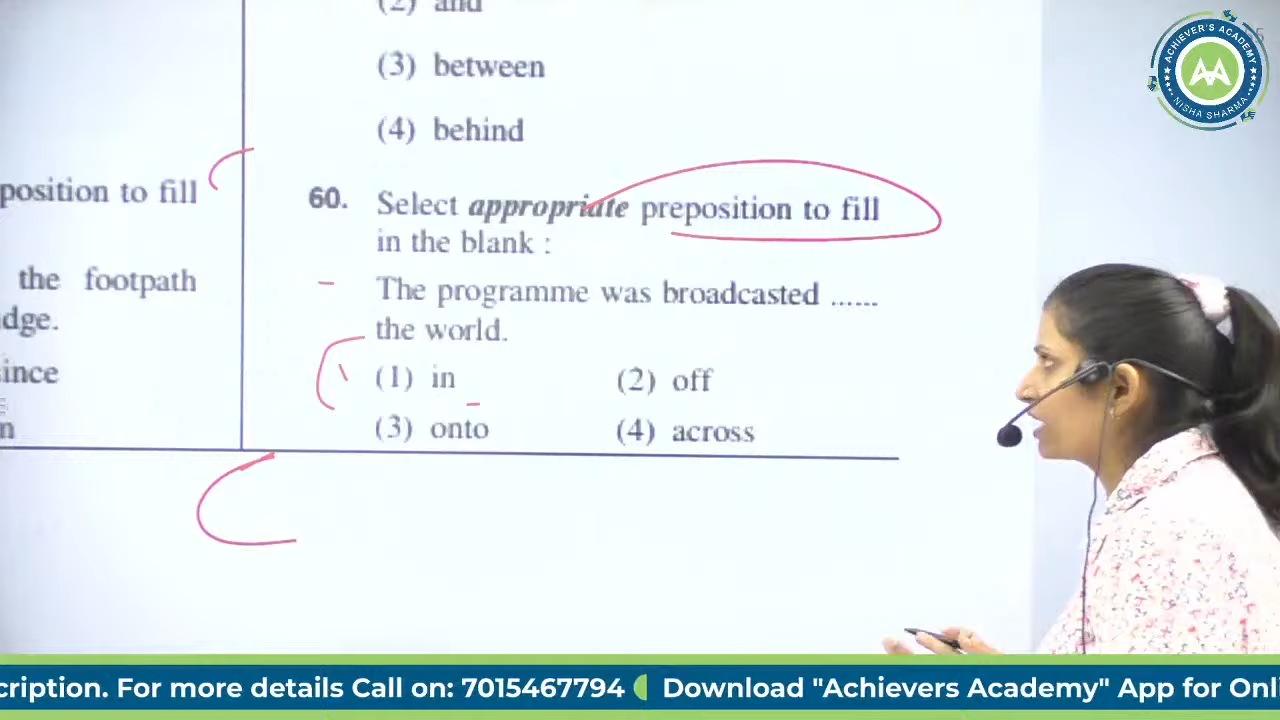 (2) and
(3) between
(4) behind
position to fill
the footpath
dge.
ince
n
60. Select appropriate preposition to fill
in the blank :
The programme was broadcasted ......
the world.
(1) in (2) off
(3) onto (4) across
ACHIEVER'S ACADEMY
AA
NISHA SHARMA
cription. For more details Call on: 7015467794 Download "Achievers Academy" App for Onl